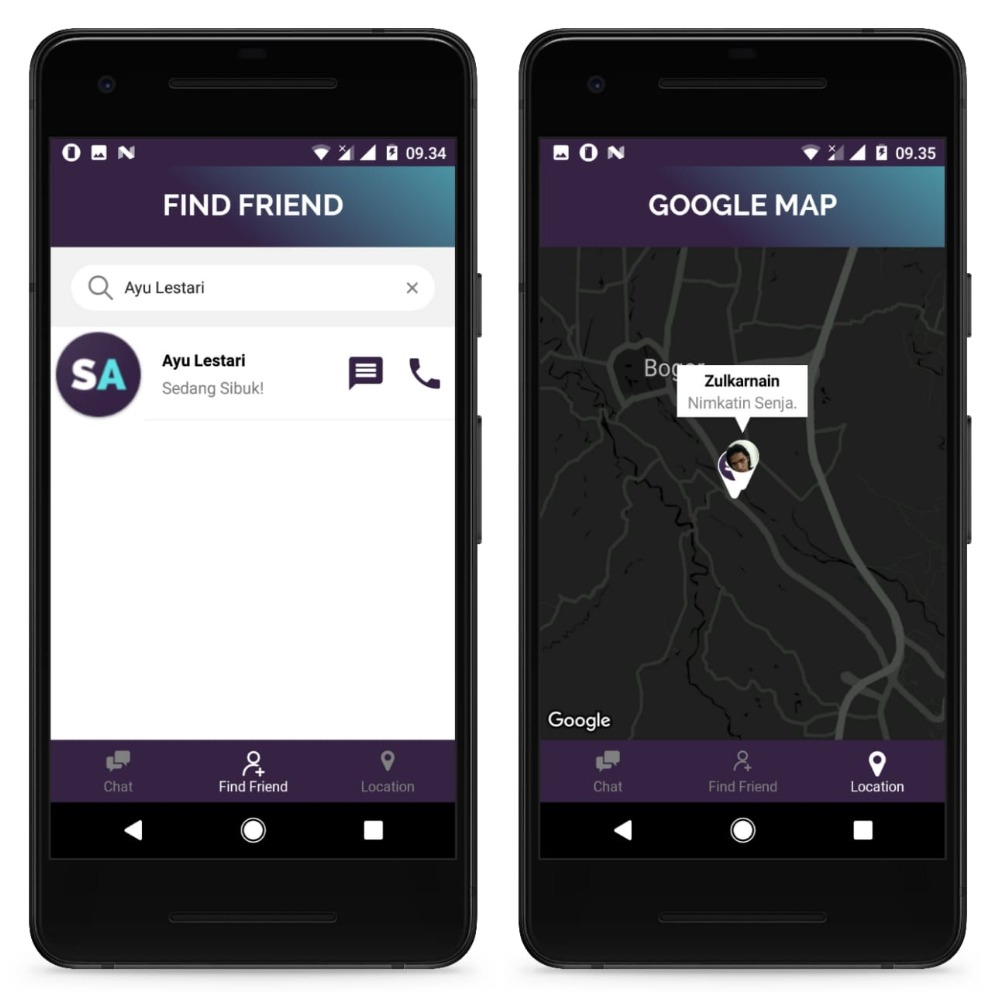 09.34
FIND FRIEND
Ayu Lestari
SA
Ayu Lestari
Sedang Sibuk!
Chat
Find Friend
Location
09.35
GOOGLE MAP
Bogor
Zulkarnain
Nimkatin Senja.
Google
Chat
Find Friend
Location